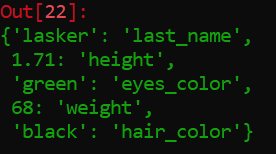 Out[22]:
{'lasker': 'last_name',
 1.71: 'height',
 'green': 'eyes_color',
 68: 'weight',
 'black': 'hair_color'}